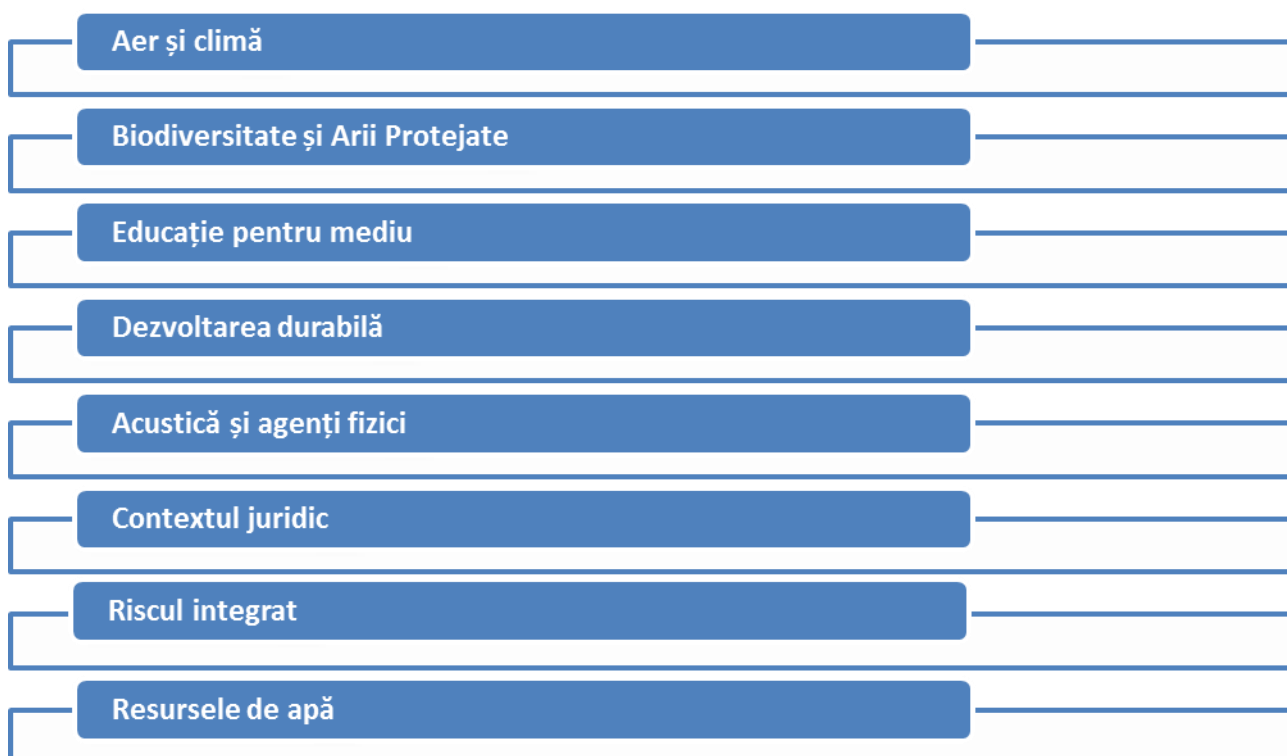 Aer și climă
Biodiversitate și Arii Protejate
Educație pentru mediu
Dezvoltarea durabilă
Acustică și agenți fizici
Contextul juridic
Riscul integrat
Resursele de apă